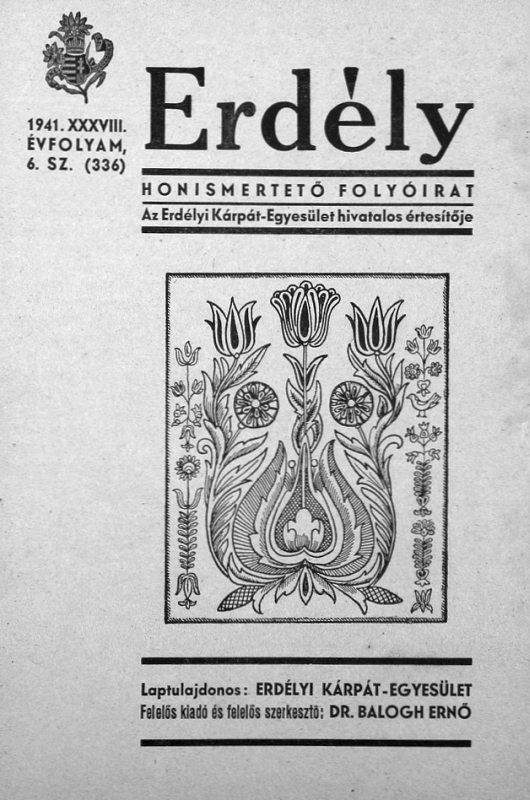 1941. XXXVIII.
ÉVFOLYAM,
6. SZ. (336)
Erdély
HONISMERTETŐ FOLYÓIRAT
Az Erdélyi Kárpát-Egyesület hivatalos értesítője
Laptulajdonos: ERDÉLYI KÁRPÁT-EGYESÜLET
Felelős kiadó és felelős szerkesztő: DR. BALOGH ERNŐ